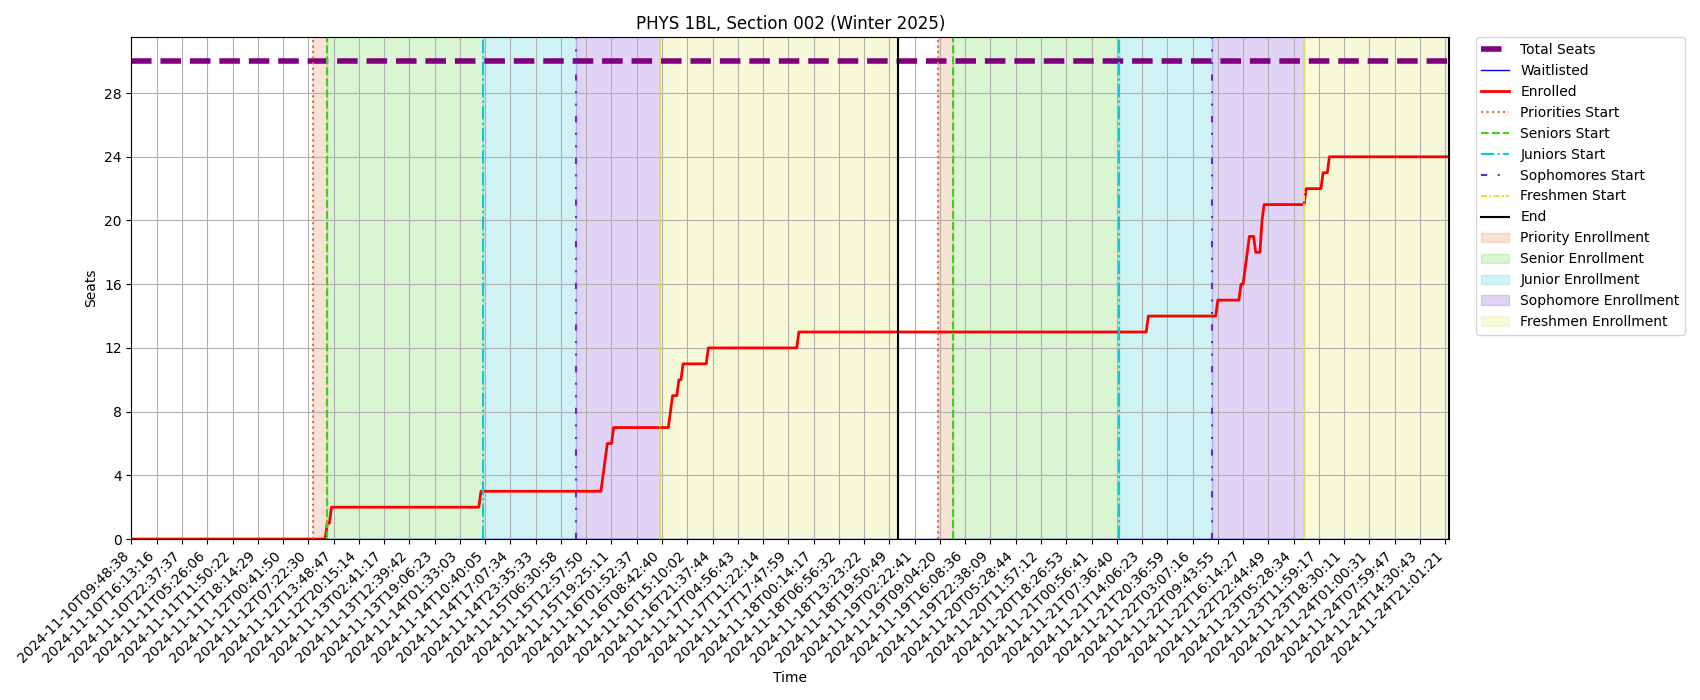 PHYS 1BL, Section 002 (Winter 2025)
Seats
28
24
20
16
12
8
4
0
2024-11-10T09:48:38
2024-11-10T16:13:16
2024-11-10T22:37:37
2024-11-11T05:26:06
2024-11-11T11:50:22
2024-11-11T18:14:29
2024-11-12T00:41:50
2024-11-12T07:22:30
2024-11-12T13:48:47
2024-11-12T20:15:14
2024-11-13T02:41:17
2024-11-13T12:39:42
2024-11-13T19:06:23
2024-11-14T01:33:03
2024-11-14T10:40:05
2024-11-14T17:07:34
2024-11-14T23:35:33
2024-11-15T06:30:58
2024-11-15T12:57:50
2024-11-15T19:25:11
2024-11-16T01:52:37
2024-11-16T08:42:40
2024-11-16T15:10:02
2024-11-16T21:37:44
2024-11-17T04:56:43
2024-11-17T11:22:14
2024-11-17T17:47:59
2024-11-18T00:14:17
2024-11-18T06:56:32
2024-11-18T13:23:22
2024-11-18T19:50:49
2024-11-19T02:22:41
2024-11-19T09:04:20
2024-11-19T16:08:36
2024-11-19T22:38:09
2024-11-20T05:28:44
2024-11-20T11:57:12
2024-11-20T18:26:53
2024-11-21T00:56:41
2024-11-21T07:36:40
2024-11-21T14:06:23
2024-11-21T20:36:59
2024-11-22T03:07:16
2024-11-22T09:43:55
2024-11-22T16:14:27
2024-11-22T22:44:49
2024-11-23T05:28:34
2024-11-23T11:59:17
2024-11-23T18:30:11
2024-11-24T01:00:31
2024-11-24T07:59:47
2024-11-24T14:30:43
2024-11-24T21:01:21
Time
Total Seats
Waitlisted
Enrolled
Priorities Start
Seniors Start
Juniors Start
Sophomores Start
Freshmen Start
End
Priority Enrollment
Senior Enrollment
Junior Enrollment
Sophomore Enrollment
Freshmen Enrollment